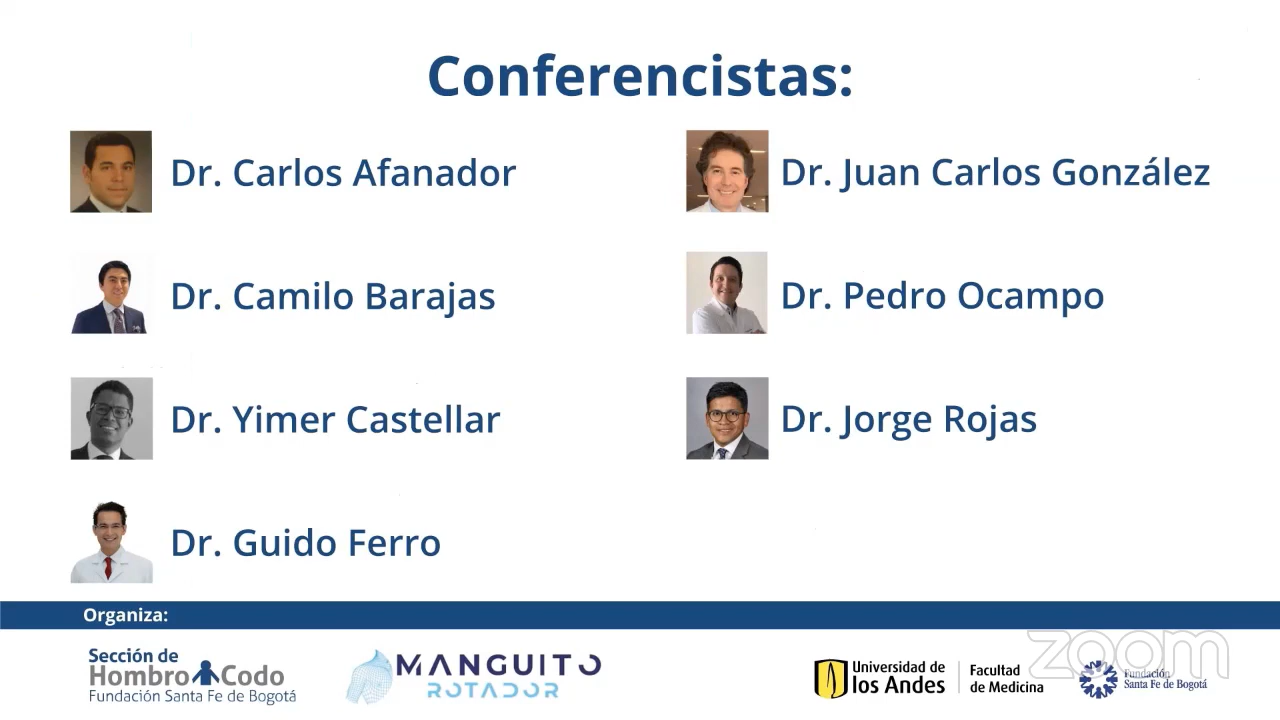 Conferencistas:
Dr. Carlos Afanador
Dr. Camilo Barajas
Dr. Yimer Castellar
Dr. Guido Ferro
Dr. Juan Carlos González
Dr. Pedro Ocampo
Dr. Jorge Rojas
Organiza:
Sección de
Hombro Codo
Fundación Santa Fe de Bogotá
MANGUITO
ROTADOR
Universidad de
los Andes
Facultad
de Medicina
Fundación
Santa Fe de Bogotá
zoom